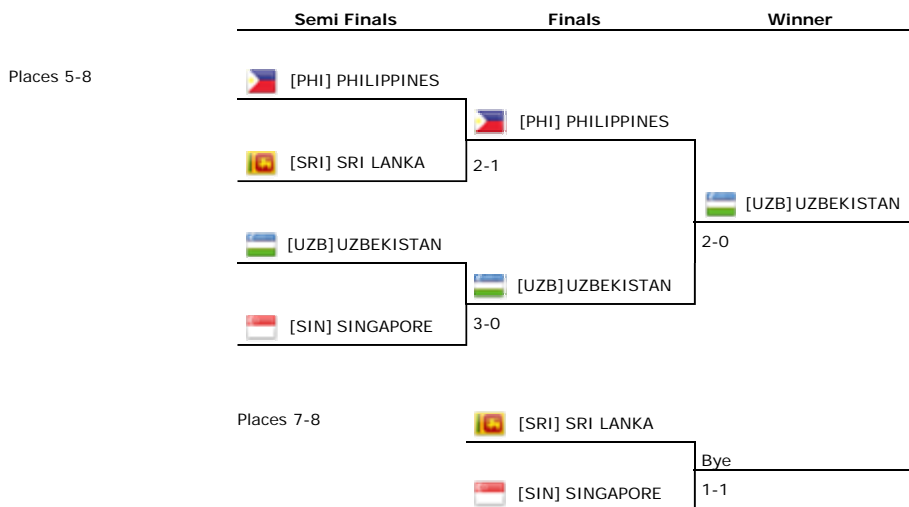 Semi Finals Finals Winner
Places 5-8
[PHI] PHILIPPINES
[PHI] PHILIPPINES
[SRI] SRI LANKA
2-1
[UZB] UZBEKISTAN
[UZB] UZBEKISTAN
2-0
[UZB] UZBEKISTAN
[SIN] SINGAPORE
3-0
Places 7-8
[SRI] SRI LANKA
Bye
[SIN] SINGAPORE
1-1